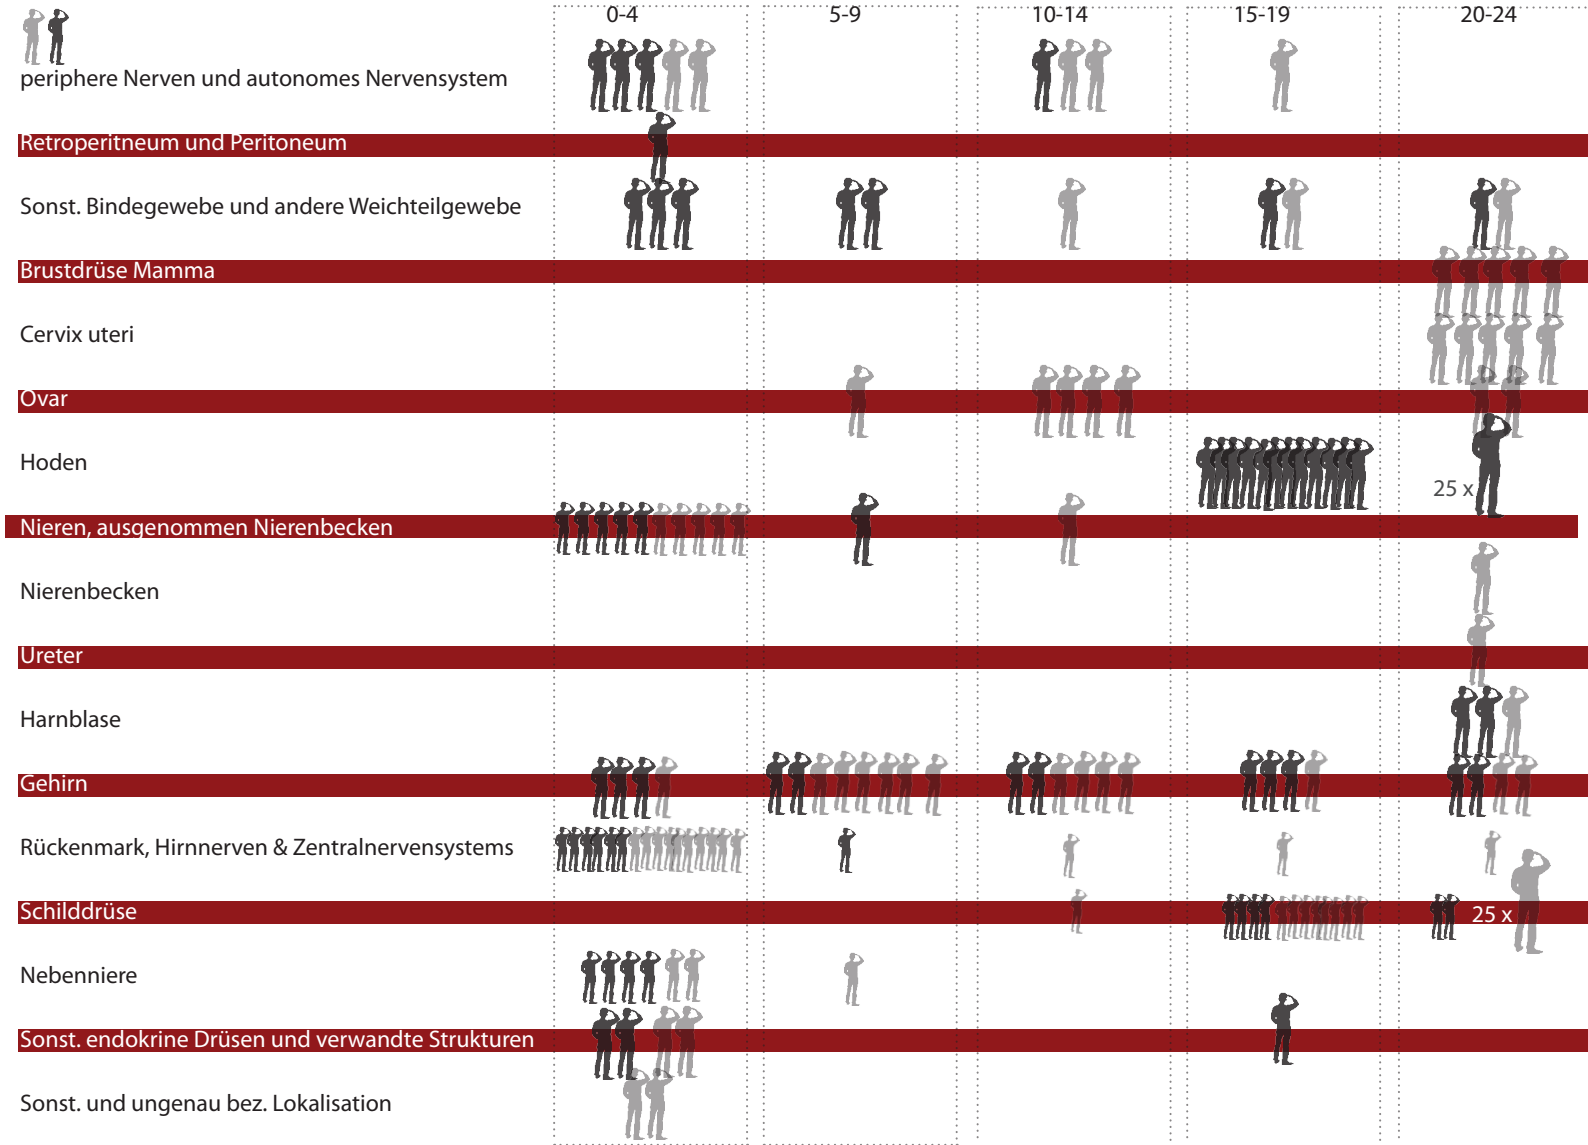 0-4 5-9 10-14 15-19 20-24
periphere Nerven und autonomes Nervensystem
Retroperitneum und Peritoneum
Sonst. Bindegewebe und andere Weichteilgewebe
Brustdrüse Mamma
Cervix uteri
Ovar
Hoden
25 x
Nieren, ausgenommen Nierenbecken
Nierenbecken
Ureter
Harnblase
Gehirn
Rückenmark, Hirnnerven & Zentralnervensystems
Schilddrüse
25 x
Nebenniere
Sonst. endokrine Drüsen und verwandte Strukturen
Sonst. und ungenau bez. Lokalisation